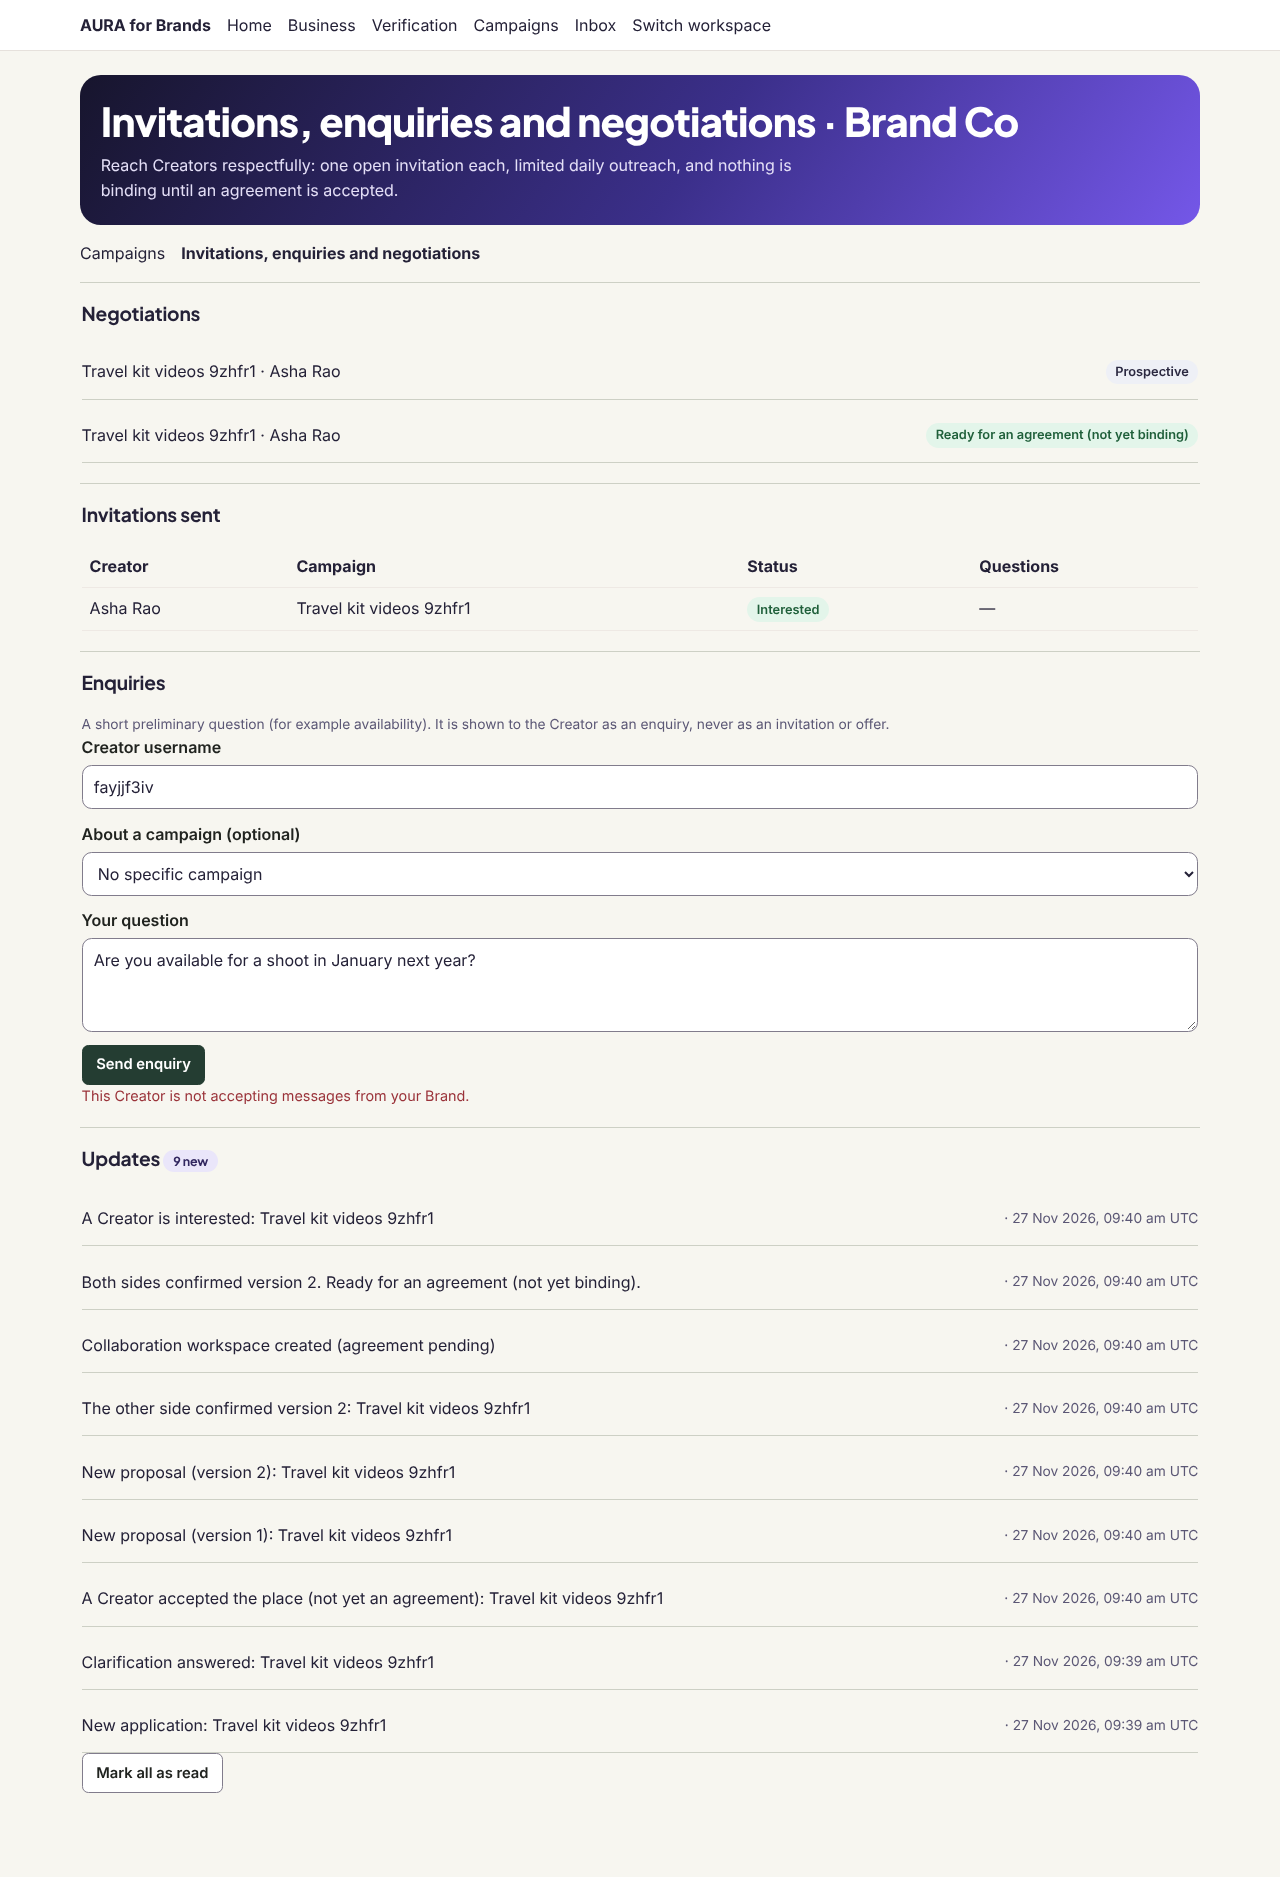 AURA for Brands Home Business Verification Campaigns Inbox Switch workspace
Invitations, enquiries and negotiations · Brand Co
Reach Creators respectfully: one open invitation each, limited daily outreach, and nothing is
binding until an agreement is accepted.
Campaigns Invitations, enquiries and negotiations
Negotiations
Travel kit videos 9zhfr1 · Asha Rao Prospective
Travel kit videos 9zhfr1 · Asha Rao Ready for an agreement (not yet binding)
Invitations sent
Creator Campaign Status Questions
Asha Rao Travel kit videos 9zhfr1 Interested —
Enquiries
A short preliminary question (for example availability). It is shown to the Creator as an enquiry, never as an invitation or offer.
Creator username
fayjjf3iv
About a campaign (optional)
No specific campaign
Your question
Are you available for a shoot in January next year?
Send enquiry
This Creator is not accepting messages from your Brand.
Updates 9 new
A Creator is interested: Travel kit videos 9zhfr1 · 27 Nov 2026, 09:40 am UTC
Both sides confirmed version 2. Ready for an agreement (not yet binding). · 27 Nov 2026, 09:40 am UTC
Collaboration workspace created (agreement pending) · 27 Nov 2026, 09:40 am UTC
The other side confirmed version 2: Travel kit videos 9zhfr1 · 27 Nov 2026, 09:40 am UTC
New proposal (version 2): Travel kit videos 9zhfr1 · 27 Nov 2026, 09:40 am UTC
New proposal (version 1): Travel kit videos 9zhfr1 · 27 Nov 2026, 09:40 am UTC
A Creator accepted the place (not yet an agreement): Travel kit videos 9zhfr1 · 27 Nov 2026, 09:40 am UTC
Clarification answered: Travel kit videos 9zhfr1 · 27 Nov 2026, 09:39 am UTC
New application: Travel kit videos 9zhfr1 · 27 Nov 2026, 09:39 am UTC
Mark all as read